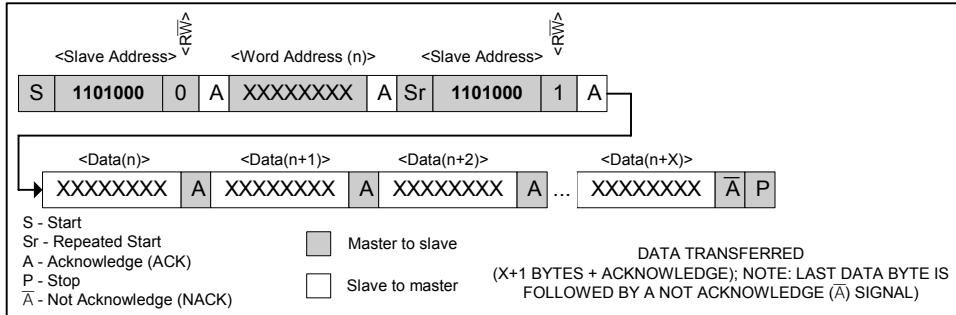 <R/W̅> <R/W̅>
<Slave Address> <Word Address (n)> <Slave Address>
S 1101000 0 A XXXXXXXX A Sr 1101000 1 A
<Data(n)> <Data(n+1)> <Data(n+2)> <Data(n+X)>
XXXXXXXX A XXXXXXXX A XXXXXXXX A ... XXXXXXXX A̅ P
S - Start
Sr - Repeated Start
A - Acknowledge (ACK)
P - Stop
A̅ - Not Acknowledge (NACK)
Master to slave
Slave to master
DATA TRANSFERRED
(X+1 BYTES + ACKNOWLEDGE); NOTE: LAST DATA BYTE IS
FOLLOWED BY A NOT ACKNOWLEDGE (A̅) SIGNAL)